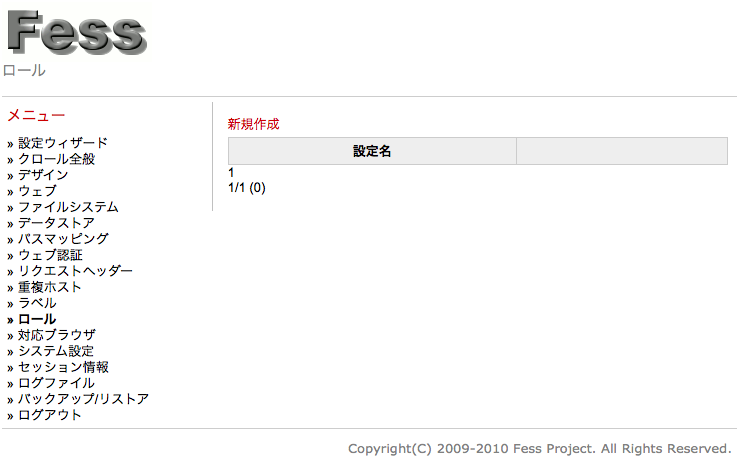 Fess
ロール
メニュー
» 設定ウィザード
» クロール全般
» デザイン
» ウェブ
» ファイルシステム
» データストア
» パスマッピング
» ウェブ認証
» リクエストヘッダー
» 重複ホスト
» ラベル
» ロール
» 対応ブラウザ
» システム設定
» セッション情報
» ログファイル
» バックアップ/リストア
» ログアウト
新規作成
設定名
1
1/1 (0)
Copyright(C) 2009-2010 Fess Project. All Rights Reserved.